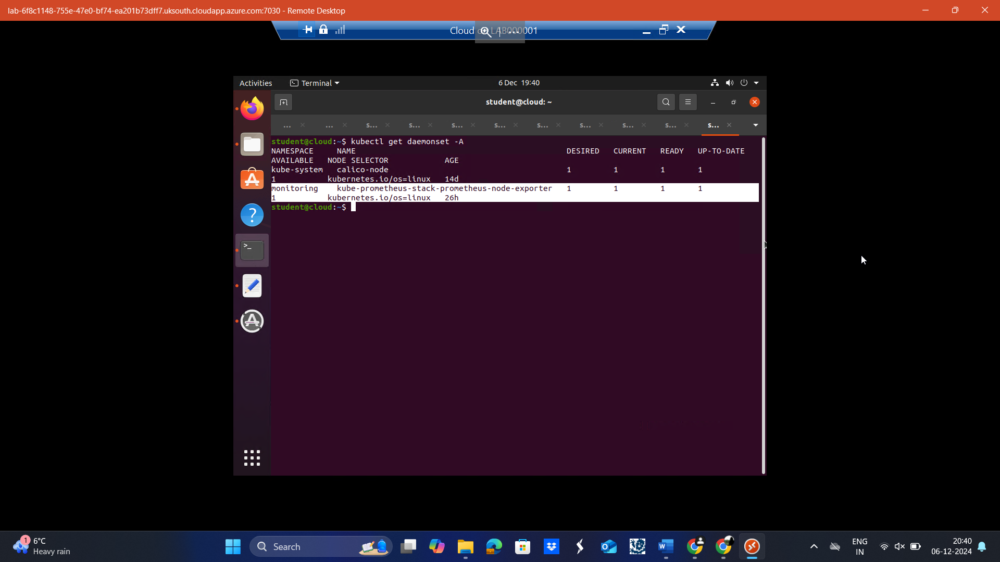 lab-6f8c1148-755e-47e0-bf74-ea201b73dff7.uksouth.cloudapp.azure.com:7030 - Remote Desktop
Cloud on LAB000001
Activities Terminal 6 Dec 19:40
student@cloud: ~
... ... s... s... s... s... s... s... s... s... s...
student@cloud:~$ kubectl get daemonset -A
NAMESPACE NAME DESIRED CURRENT READY UP-TO-DATE
AVAILABLE NODE SELECTOR AGE
kube-system calico-node 1 1 1 1
1 kubernetes.io/os=linux 14d
monitoring kube-prometheus-stack-prometheus-node-exporter 1 1 1 1
1 kubernetes.io/os=linux 26h
student@cloud:~$
1 6°C
Heavy rain
Search
ENG
IN
20:40
06-12-2024